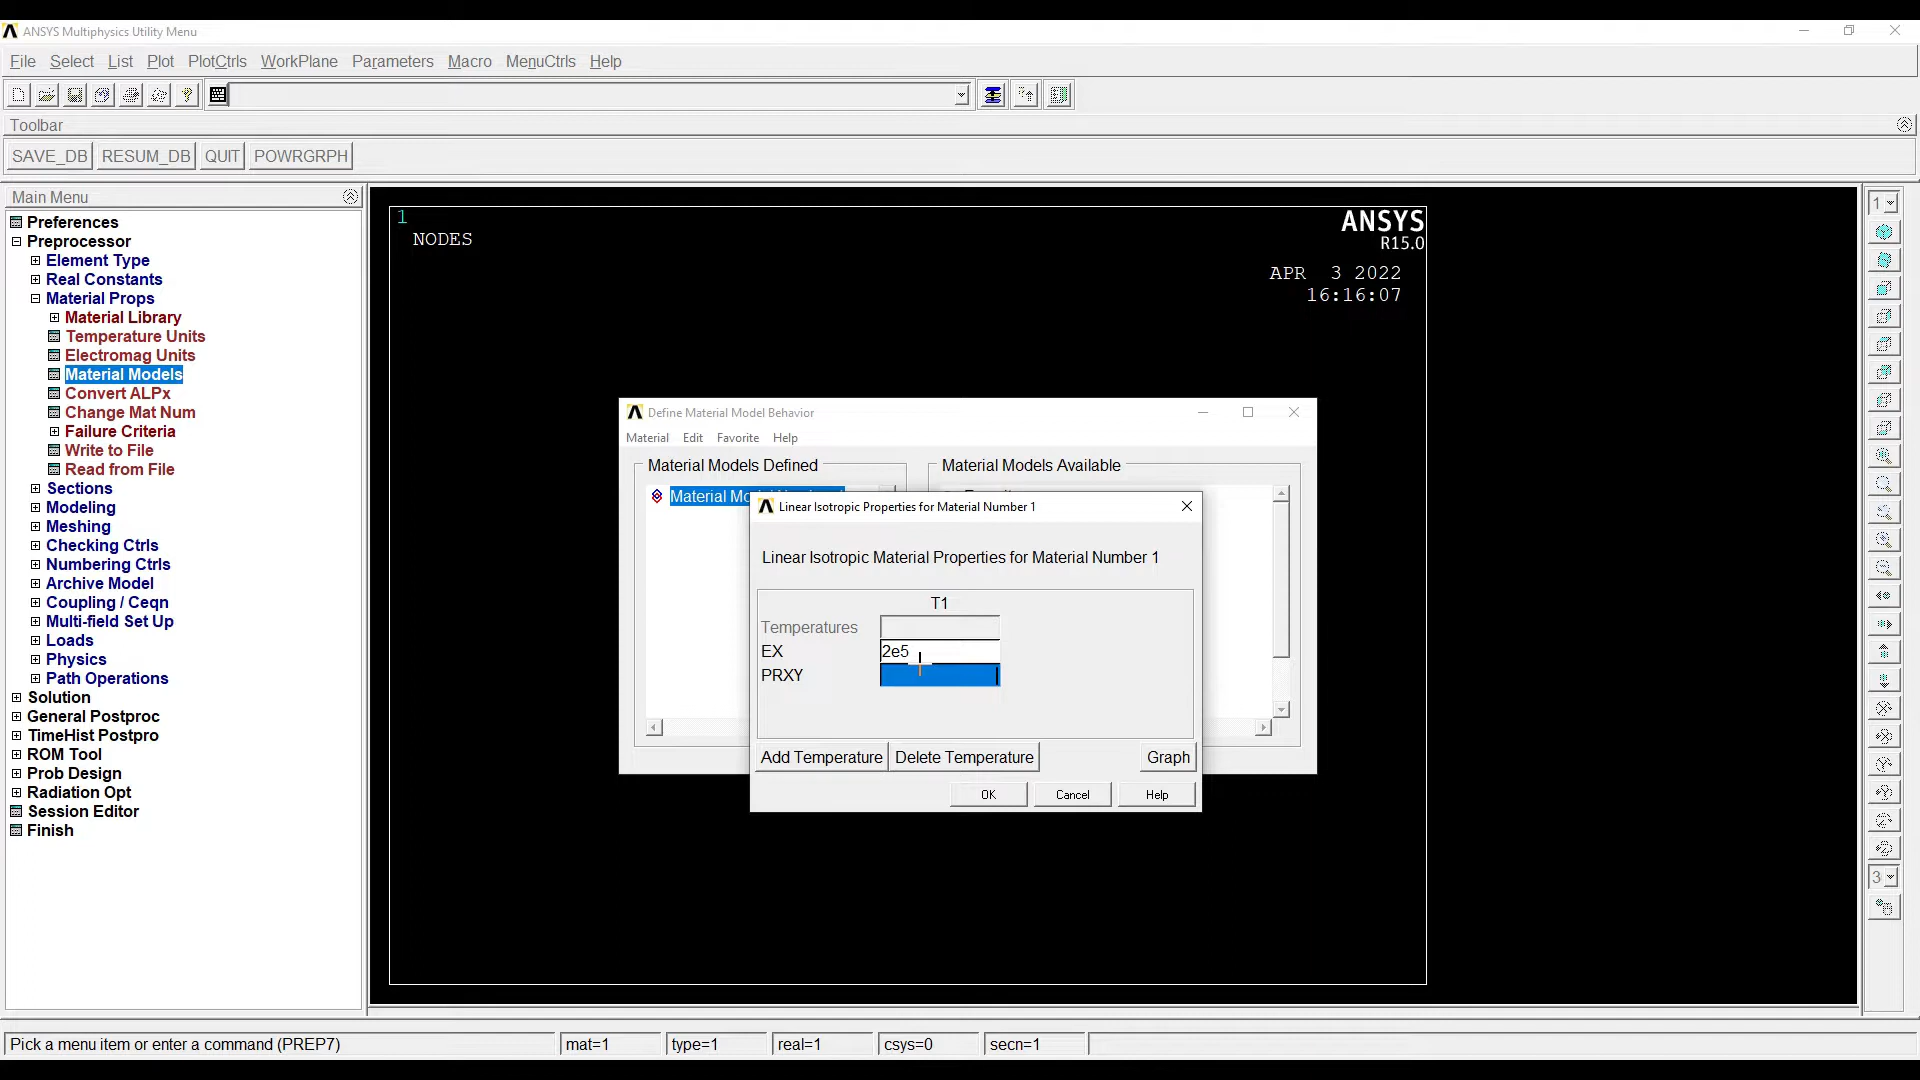 ANSYS Multiphysics Utility Menu
File Select List Plot PlotCtrls WorkPlane Parameters Macro MenuCtrls Help
Toolbar
SAVE_DB RESUM_DB QUIT POWRGRPH
Main Menu
Preferences
Preprocessor
Element Type
Real Constants
Material Props
Material Library
Temperature Units
Electromag Units
Material Models
Convert ALPx
Change Mat Num
Failure Criteria
Write to File
Read from File
Sections
Modeling
Meshing
Checking Ctrls
Numbering Ctrls
Archive Model
Coupling / Ceqn
Multi-field Set Up
Loads
Physics
Path Operations
Solution
General Postproc
TimeHist Postpro
ROM Tool
Prob Design
Radiation Opt
Session Editor
Finish
1
NODES
ANSYS
R15.0
APR 3 2022
16:16:07
Define Material Model Behavior
Material Edit Favorite Help
Material Models Defined
Material Models Available
Material
Linear Isotropic Properties for Material Number 1
Linear Isotropic Material Properties for Material Number 1
T1
Temperatures
EX 2e5
PRXY
Add Temperature Delete Temperature Graph
OK Cancel Help
1
3
Pick a menu item or enter a command (PREP7) mat=1 type=1 real=1 csys=0 secn=1